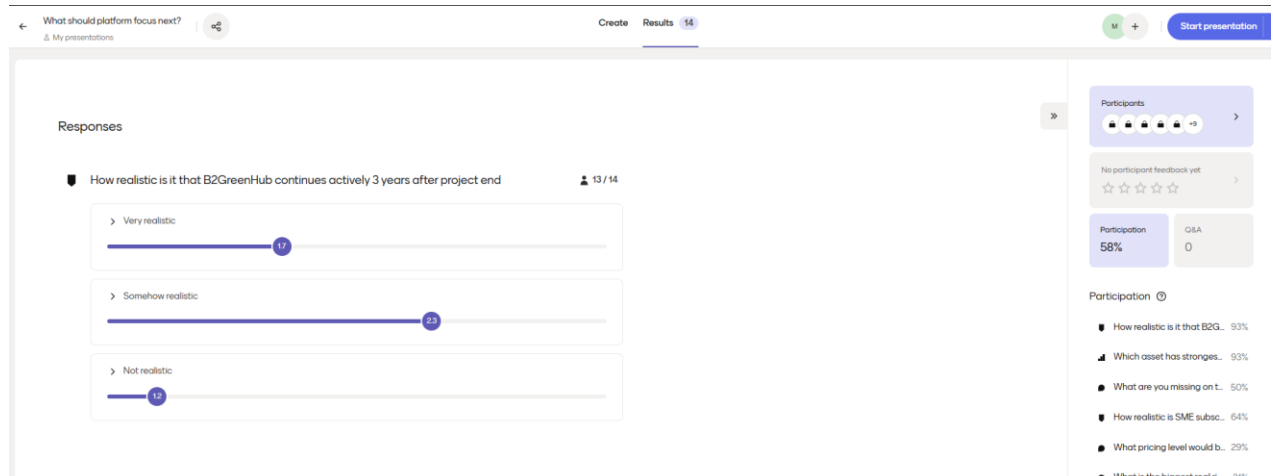 What should platform focus next?
My presentations
Create
Results 14
M
+
Start presentation
Responses
How realistic is it that B2GreenHub continues actively 3 years after project end
13 / 14
Very realistic
1.7
Somehow realistic
2.3
Not realistic
1.2
Participants
+9
No participant feedback yet
Participation
58%
Q&A
0
Participation
How realistic is it that B2G... 93%
Which asset has stronges... 93%
What are you missing on t... 50%
How realistic is SME subsc... 64%
What pricing level would b... 29%